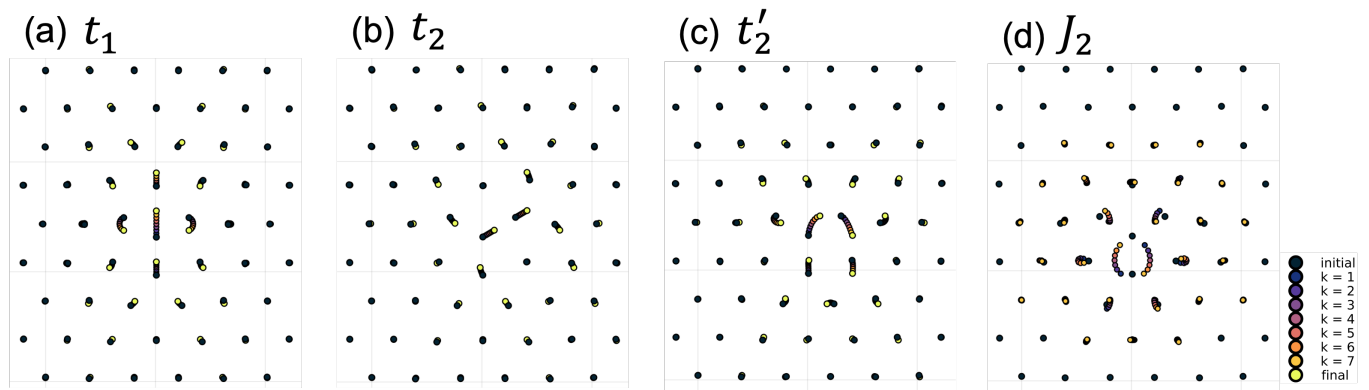 (a) t₁
(b) t₂
(c) t₂′
(d) J₂
initial
k = 1
k = 2
k = 3
k = 4
k = 5
k = 6
k = 7
final